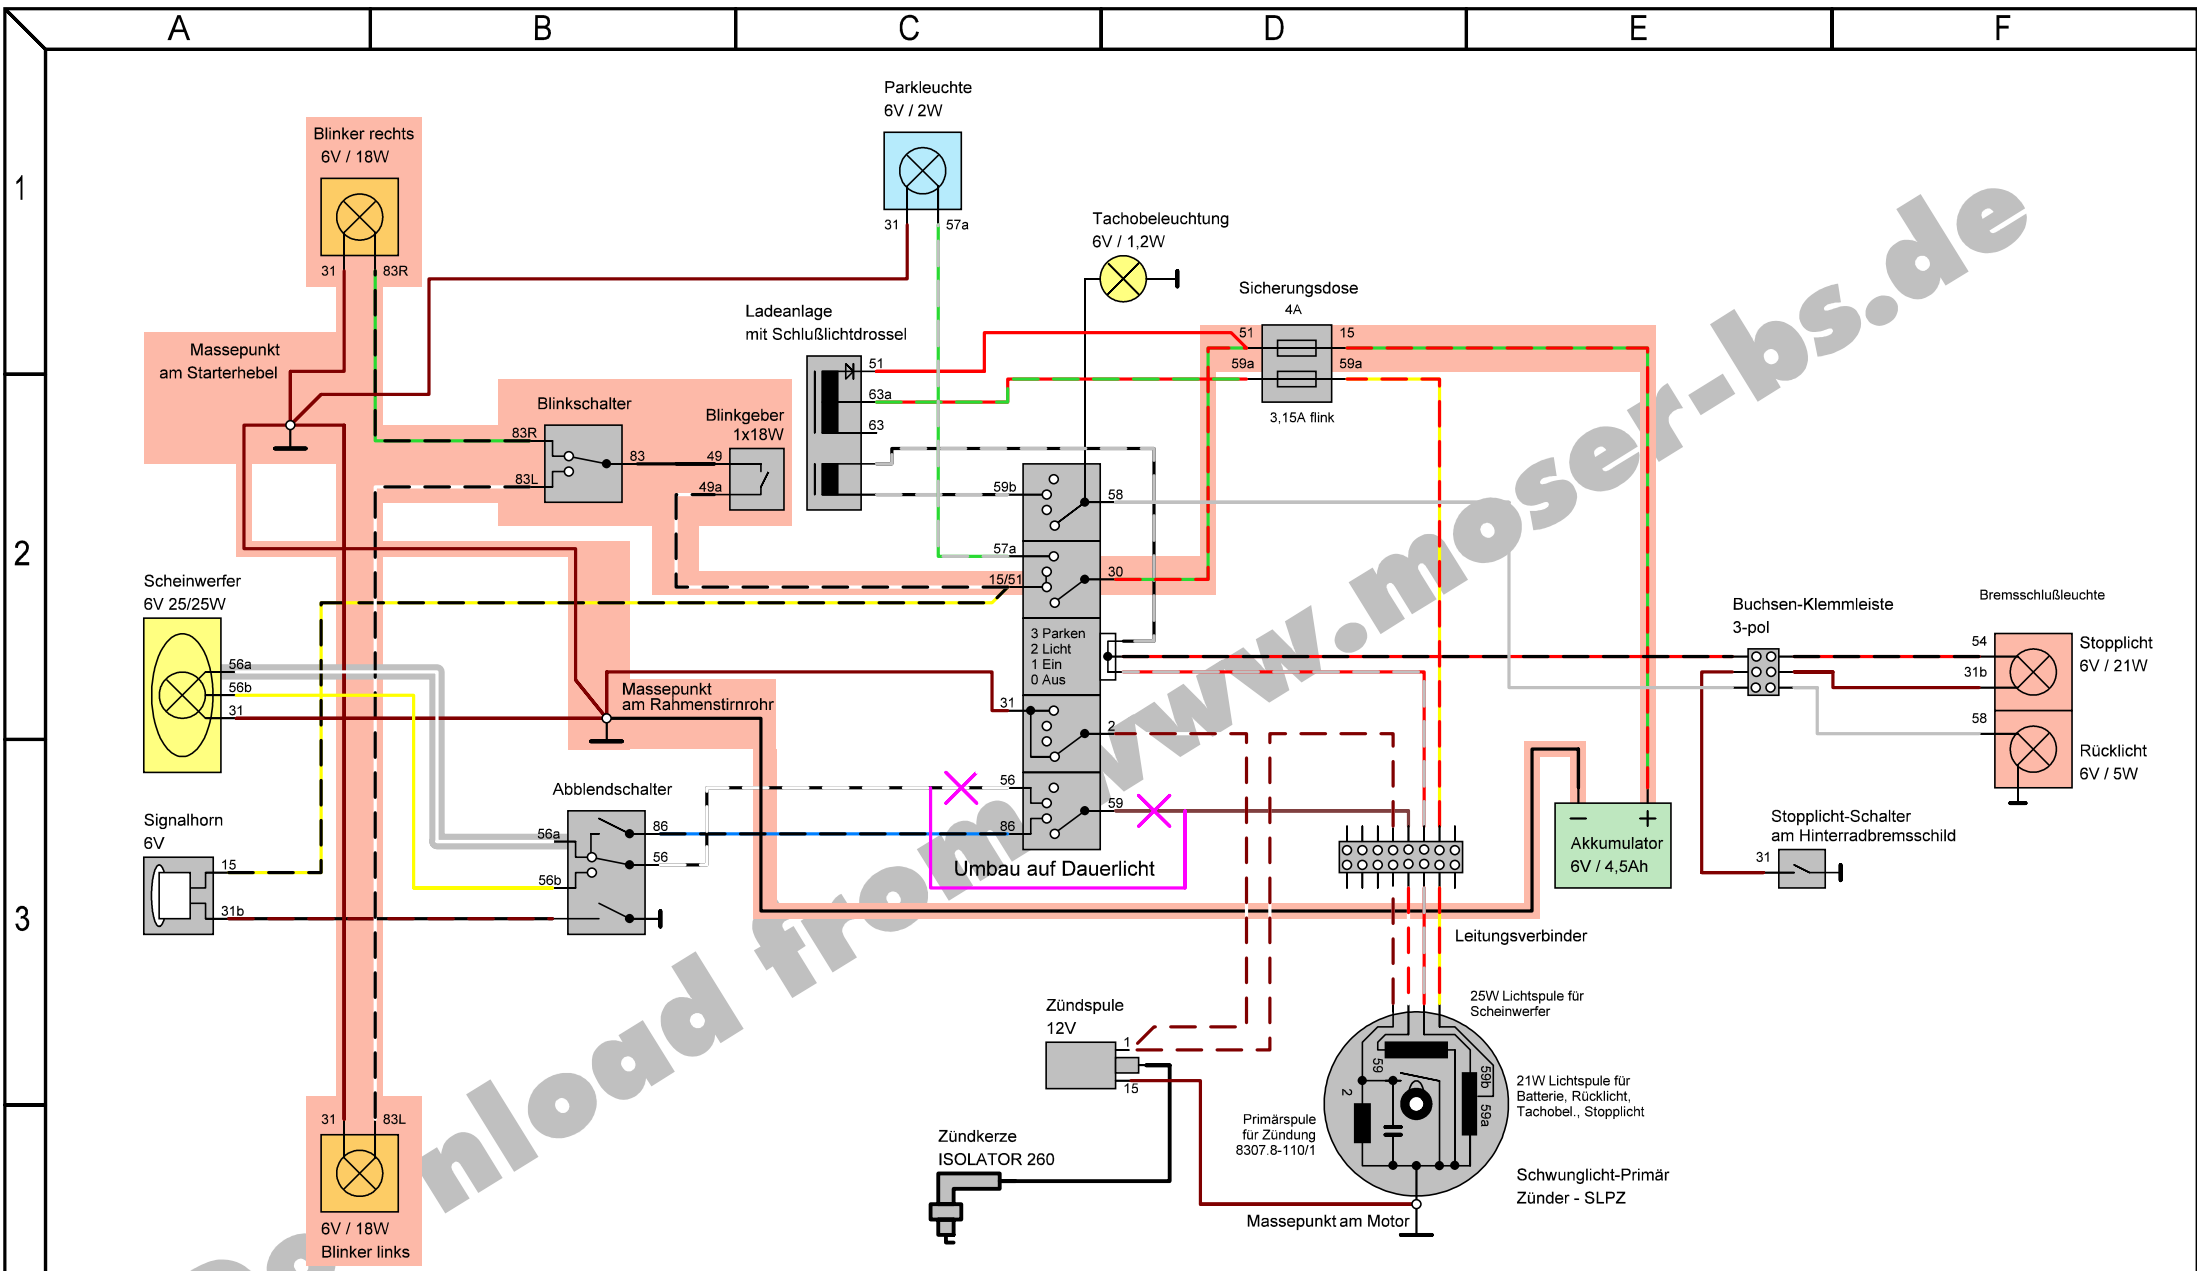 A B C D E F
1
2
3
Parkleuchte
6V / 2W
31 57a
Blinker rechts
6V / 18W
31 83R
Tachobeleuchtung
6V / 1,2W
Sicherungsdose
4A
51 15
59a 59a
3,15A flink
Ladeanlage
mit Schlußlichtdrossel
51
63a
63
Massepunkt
am Starterhebel
Blinkschalter
83R
83L
83
Blinkgeber
1x18W
49
49a
59b 58
57a
15/51 30
3 Parken
2 Licht
1 Ein
0 Aus
31 2
56 59
86
Umbau auf Dauerlicht
Scheinwerfer
6V 25/25W
56a
56b
31
Massepunkt
am Rahmenstirnrohr
Signalhorn
6V
15
31b
Abblendschalter
56a 86
56
56b
Buchsen-Klemmleiste
3-pol
Bremsschlußleuchte
54
31b
58
Stopplicht
6V / 21W
Rücklicht
6V / 5W
Stopplicht-Schalter
am Hinterradbremsschild
31
− +
Akkumulator
6V / 4,5Ah
Leitungsverbinder
Zündspule
12V
1
15
25W Lichtspule für
Scheinwerfer
59
2
59b
59a
21W Lichtspule für
Batterie, Rücklicht,
Tachobel., Stopplicht
Primärspule
für Zündung
8307.8-110/1
Schwunglicht-Primär
Zünder - SLPZ
Massepunkt am Motor
Zündkerze
ISOLATOR 260
31 83L
6V / 18W
Blinker links
nload from www.moser-bs.de